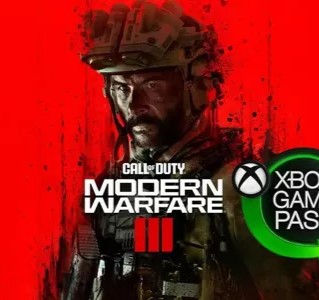 CALL OF DUTY
MODERN
WARFARE
III
XBO
GAM
PAS